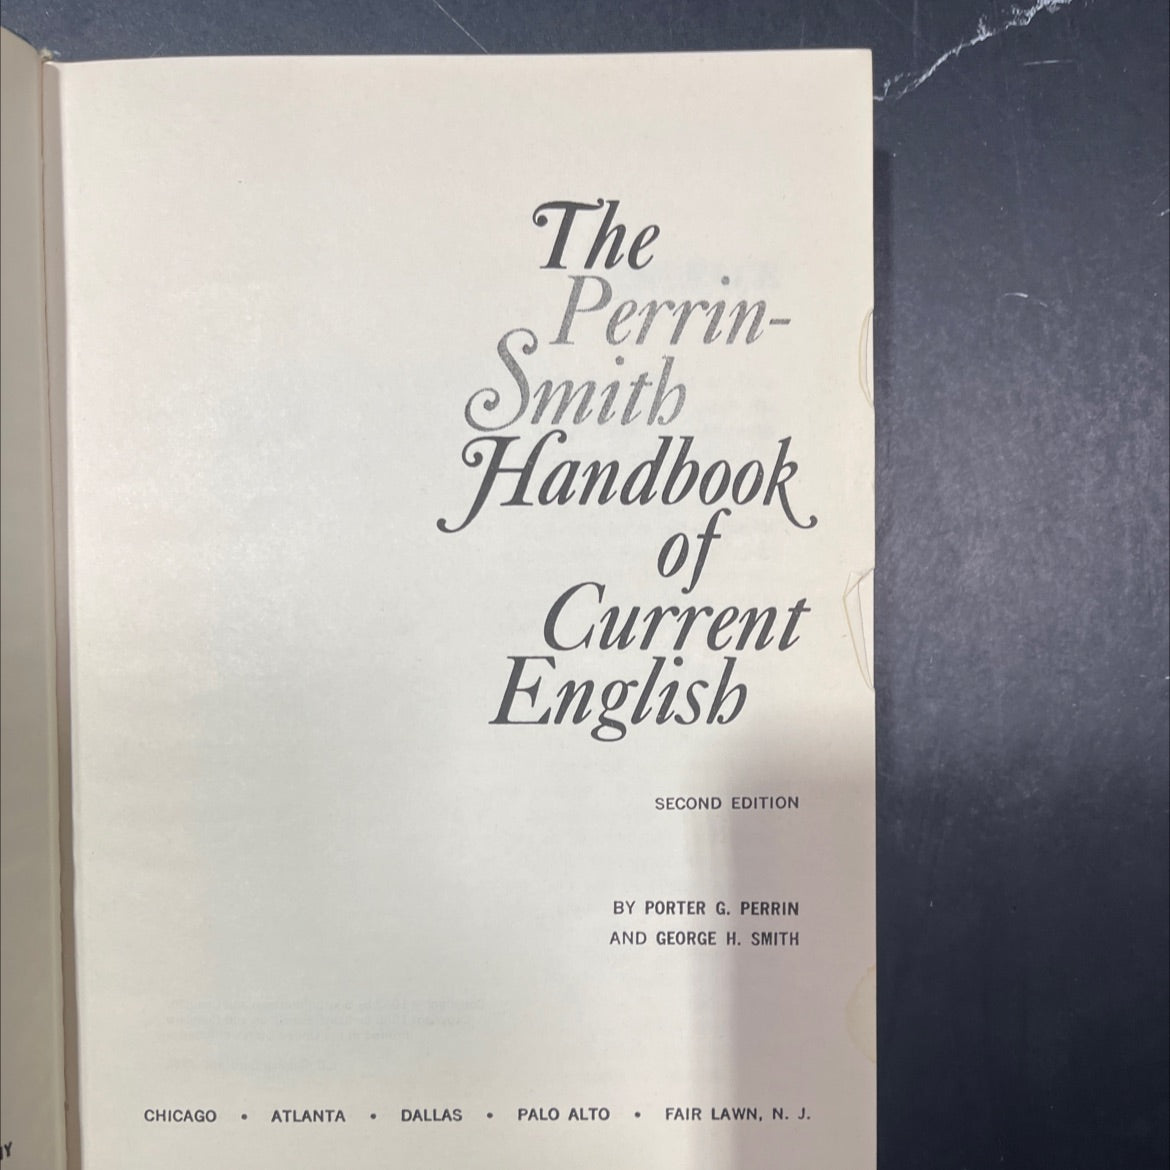 The
Perrin-
Smith
Handbook
of
Current
English
SECOND EDITION
BY PORTER G. PERRIN
AND GEORGE H. SMITH
CHICAGO • ATLANTA • DALLAS • PALO ALTO • FAIR LAWN, N. J.